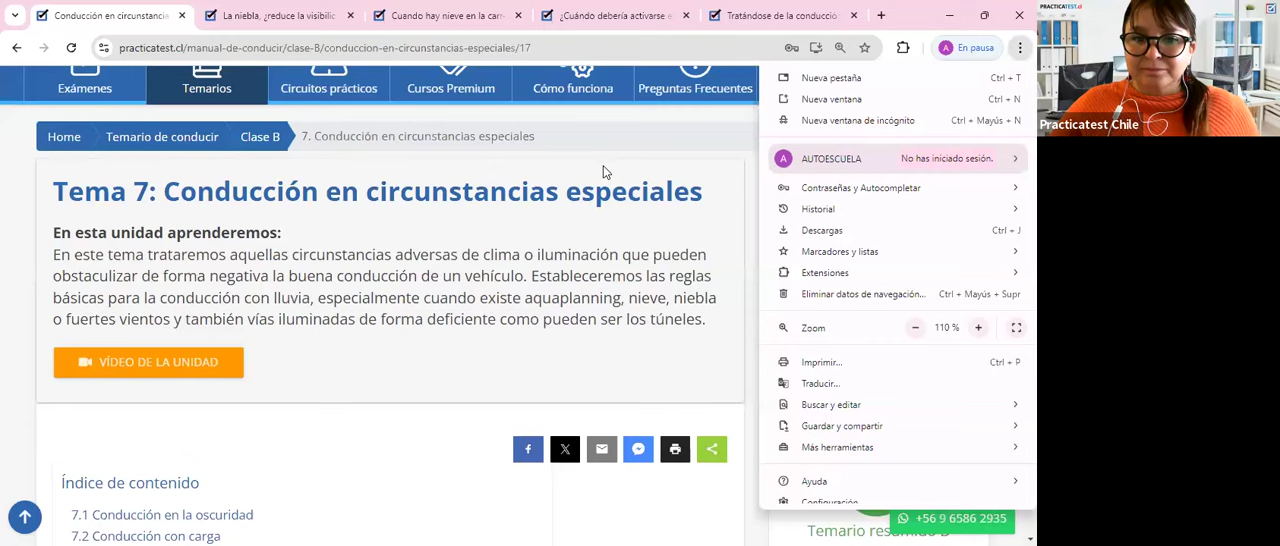 Conducción en circunstancia
La niebla, ¿reduce la visibilic
Cuando hay nieve en la carr
¿Cuándo debería activarse e
Tratándose de la conducció
practicatest.cl/manual-de-conducir/clase-B/conduccion-en-circunstancias-especiales/17
En pausa
Exámenes
Temarios
Circuitos prácticos
Cursos Premium
Cómo funciona
Preguntas Frecuentes
Home
Temario de conducir
Clase B
7. Conducción en circunstancias especiales
Tema 7: Conducción en circunstancias especiales
En esta unidad aprenderemos:
En este tema trataremos aquellas circunstancias adversas de clima o iluminación que pueden
obstaculizar de forma negativa la buena conducción de un vehículo. Estableceremos las reglas
básicas para la conducción con lluvia, especialmente cuando existe aquaplanning, nieve, niebla
o fuertes vientos y también vías iluminadas de forma deficiente como pueden ser los túneles.
VÍDEO DE LA UNIDAD
Índice de contenido
7.1 Conducción en la oscuridad
7.2 Conducción con carga
Nueva pestaña Ctrl + T
Nueva ventana Ctrl + N
Nueva ventana de incógnito Ctrl + Mayús + N
A AUTOESCUELA No has iniciado sesión.
Contraseñas y Autocompletar
Historial
Descargas Ctrl + J
Marcadores y listas
Extensiones
Eliminar datos de navegación... Ctrl + Mayús + Supr
Zoom − 110 % +
Imprimir... Ctrl + P
Traducir...
Buscar y editar
Guardar y compartir
Más herramientas
Ayuda
Configuración
+56 9 6586 2935
Temario resumido B
PRACTICATEST.cl
Practicatest Chile